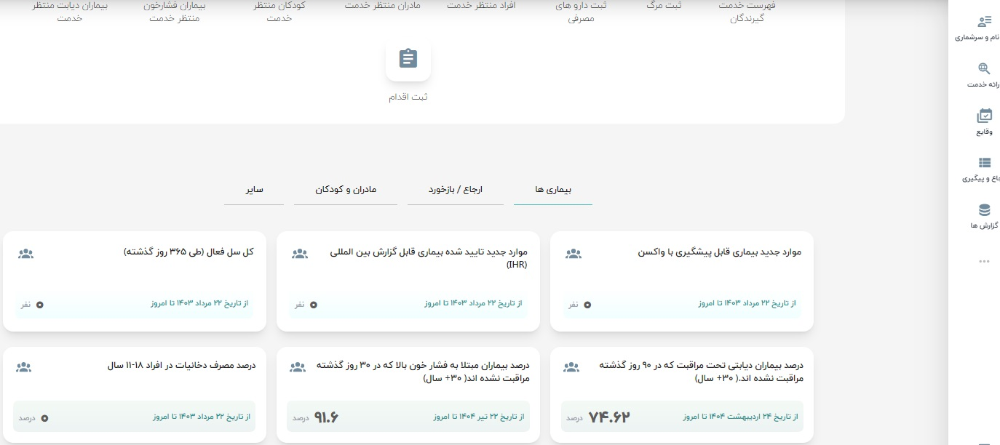 فهرست خدمت
گیرندگان
ثبت مرگ
ثبت دارو های
مصرفی
افراد منتظر خدمت
مادران منتظر خدمت
کودکان منتظر
خدمت
بیماران فشارخون
منتظر خدمت
بیماران دیابت منتظر
خدمت
ثبت اقدام
نام و سرشماری
رائه خدمت
وقایع
جاع و پیگیری
گزارش ها
بیماری ها
ارجاع / بازخورد
مادران و کودکان
سایر
موارد جدید بیماری قابل پیشگیری با واکسن
از تاریخ ۲۲ مرداد ۱۴۰۳ تا امروز
۰ نفر
موارد جدید تایید شده بیماری قابل گزارش بین المللی
(IHR)
از تاریخ ۲۲ مرداد ۱۴۰۳ تا امروز
۰ نفر
کل سل فعال (طی ۳۶۵ روز گذشته)
از تاریخ ۲۲ مرداد ۱۴۰۳ تا امروز
۰ نفر
درصد بیماران دیابتی تحت مراقبت که در ۹۰ روز گذشته
مراقبت نشده اند.( ۳۰+ سال)
از تاریخ ۲۴ اردیبهشت ۱۴۰۴ تا امروز
۷۴.۶۲ درصد
درصد بیماران مبتلا به فشار خون بالا که در ۳۰ روز گذشته
مراقبت نشده اند( ۳۰+ سال)
از تاریخ ۲۲ تیر ۱۴۰۴ تا امروز
۹۱.۶ درصد
درصد مصرف دخانیات در افراد ۱۸-۱۱ سال
از تاریخ ۲۲ مرداد ۱۴۰۳ تا امروز
۰ درصد